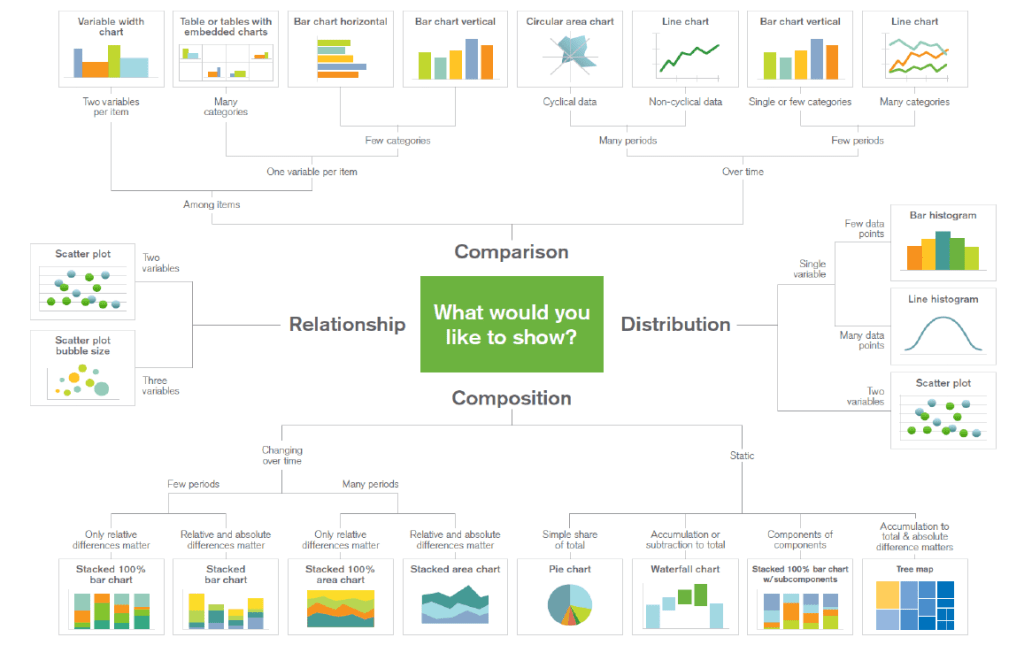 Variable width
chart
Table or tables with
embedded charts
Bar chart horizontal
Bar chart vertical
Circular area chart
Line chart
Bar chart vertical
Line chart
Two variables
per item
Many
categories
Cyclical data
Non-cyclical data
Single or few categories
Many categories
Few categories
Many periods
Few periods
One variable per item
Over time
Among items
Comparison
Scatter plot
Two
variables
Relationship
Scatter plot
bubble size
Three
variables
What would you
like to show?
Distribution
Single
variable
Few data
points
Bar histogram
Line histogram
Many data
points
Two
variables
Scatter plot
Composition
Changing
over time
Static
Few periods
Many periods
Only relative
differences matter
Relative and absolute
differences matter
Only relative
differences matter
Relative and absolute
differences matter
Simple share
of total
Accumulation or
subtraction to total
Components of
components
Accumulation to
total & absolute
difference matters
Stacked 100%
bar chart
Stacked
bar chart
Stacked 100%
area chart
Stacked area chart
Pie chart
Waterfall chart
Stacked 100% bar chart
w/subcomponents
Tree map